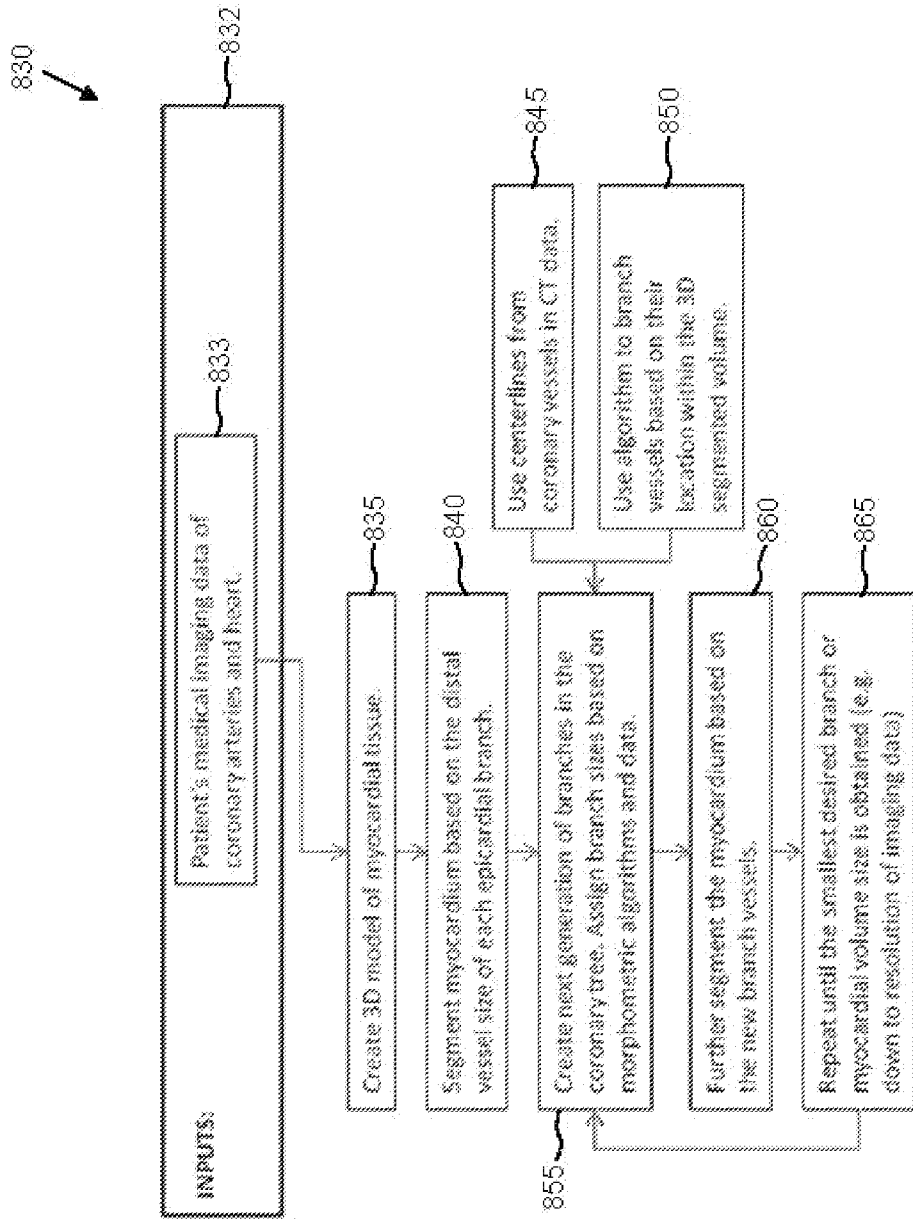 830
832
INPUTS:
Patient's medical imaging data of
coronary arteries and heart.
833
Create 3D model of myocardial tissue.
835
Segment myocardium based on the distal
vessel size of each epicardial branch.
840
Create next generation of branches in the
coronary tree. Assign branch sizes based on
morphometric algorithms and data.
855
Use centerlines from
coronary vessels in CT data.
845
Use algorithm to branch
vessels based on their
location within the 3D
segmented volume.
850
Further segment the myocardium based on
the new branch vessels.
860
Repeat until the smallest desired branch or
myocardial volume size is obtained (e.g.
down to resolution of imaging data)
865